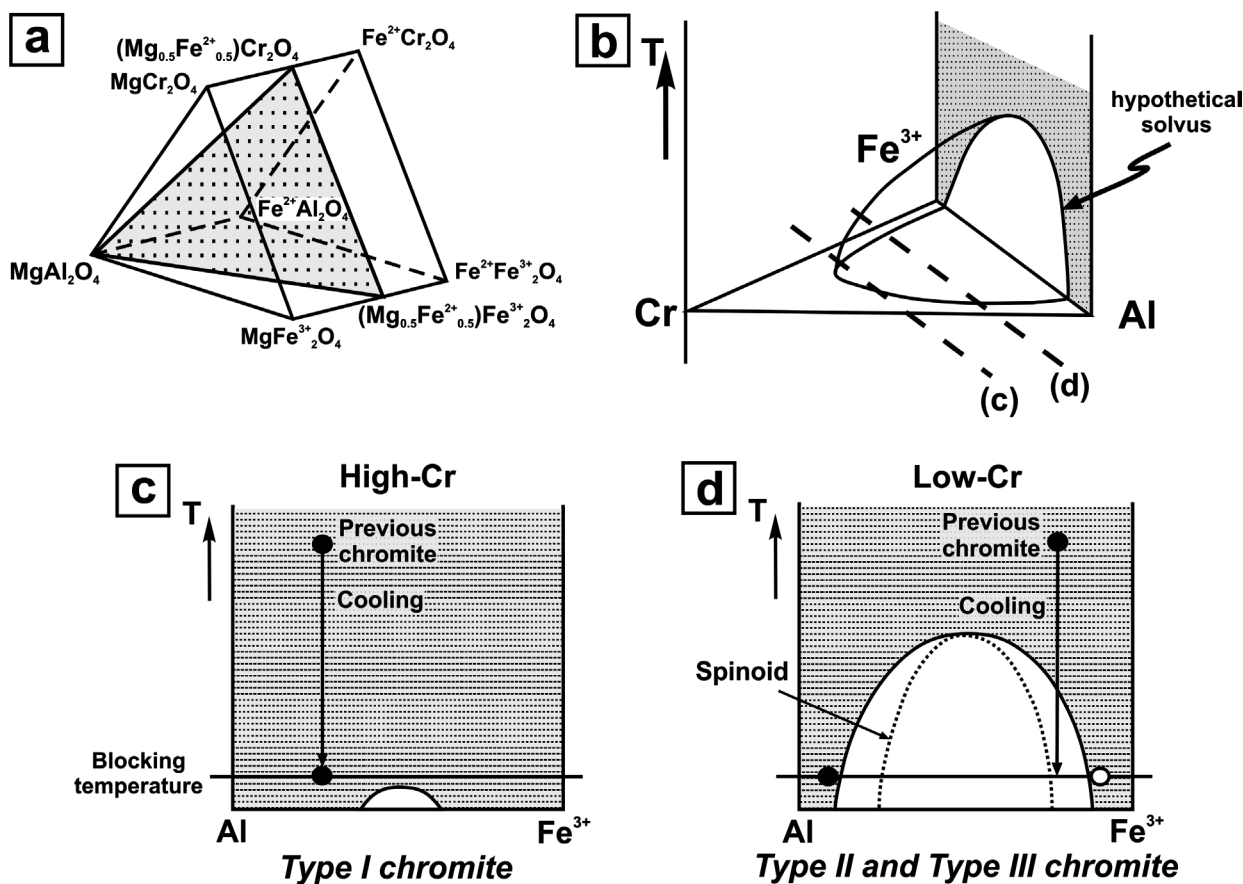 a
(Mg₀.₅Fe²⁺₀.₅)Cr₂O₄
Fe²⁺Cr₂O₄
MgCr₂O₄
Fe²⁺Al₂O₄
MgAl₂O₄
Fe²⁺Fe³⁺₂O₄
(Mg₀.₅Fe²⁺₀.₅)Fe³⁺₂O₄
MgFe³⁺₂O₄
b
T
Fe³⁺
hypothetical
solvus
Cr
Al
(c)
(d)
c
High-Cr
T
Previous
chromite
Cooling
Blocking
temperature
Al
Fe³⁺
Type I chromite
d
Low-Cr
T
Previous
chromite
Cooling
Spinoid
Al
Fe³⁺
Type II and Type III chromite